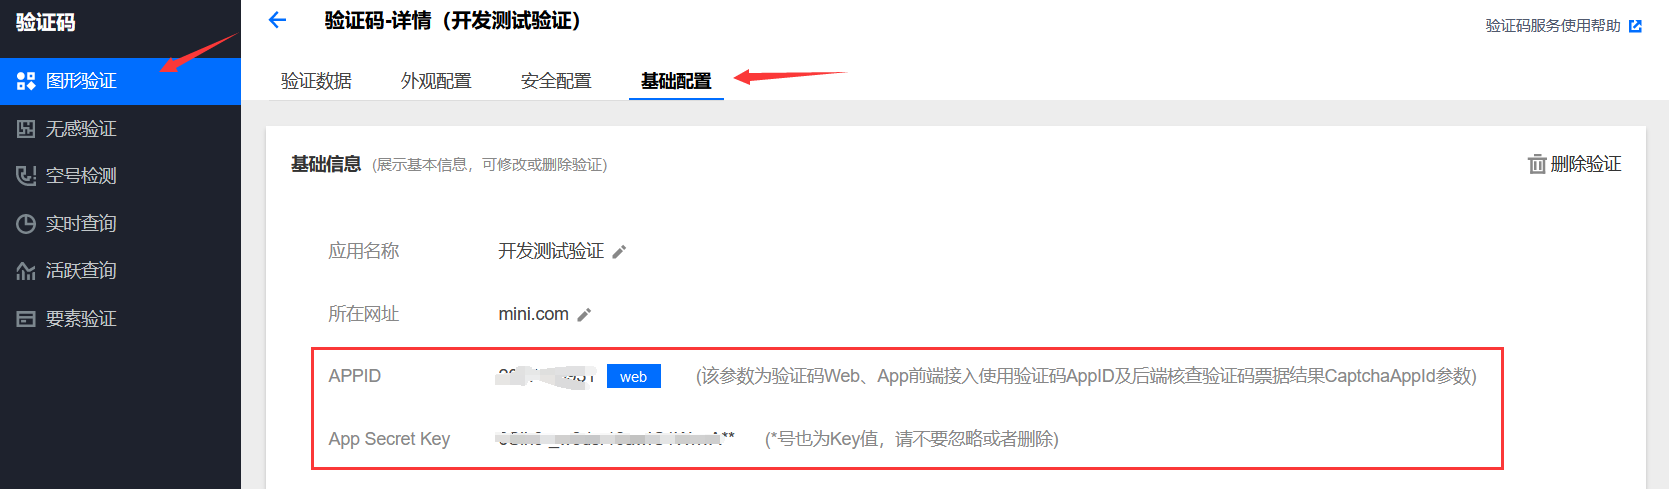 验证码
验证码-详情（开发测试验证）
验证码服务使用帮助
图形验证
无感验证
空号检测
实时查询
活跃查询
要素验证
验证数据 外观配置 安全配置 基础配置
基础信息 (展示基本信息，可修改或删除验证)
删除验证
应用名称 开发测试验证
所在网址 mini.com
APPID web (该参数为验证码Web、App前端接入使用验证码AppID及后端核查验证码票据结果CaptchaAppId参数)
App Secret Key ** (*号也为Key值，请不要忽略或者删除)